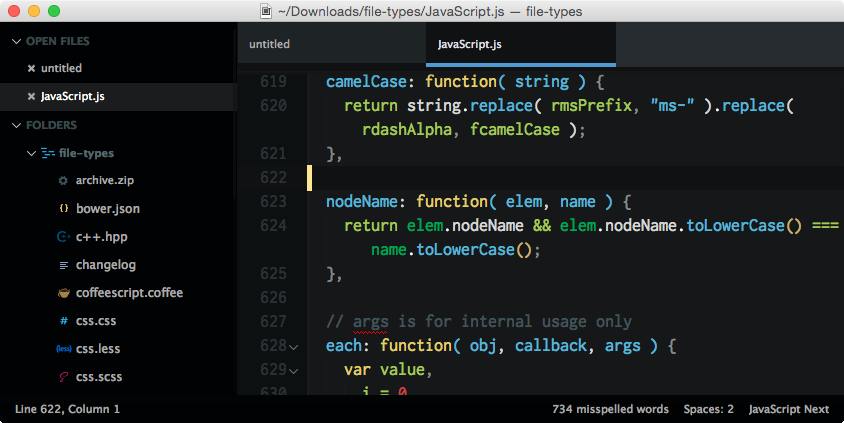 ~/Downloads/file-types/JavaScript.js — file-types
OPEN FILES
untitled
JavaScript.js
FOLDERS
file-types
archive.zip
{} bower.json
C++ c++.hpp
changelog
coffeescript.coffee
# css.css
{less} css.less
css.scss
untitled
JavaScript.js
619 camelCase: function( string ) {
620 return string.replace( rmsPrefix, "ms-" ).replace(
rdashAlpha, fcamelCase );
621 },
622
623 nodeName: function( elem, name ) {
624 return elem.nodeName && elem.nodeName.toLowerCase() ===
name.toLowerCase();
625 },
626
627 // args is for internal usage only
628 each: function( obj, callback, args ) {
629 var value,
630 i = 0
Line 622, Column 1
734 misspelled words
Spaces: 2
JavaScript Next